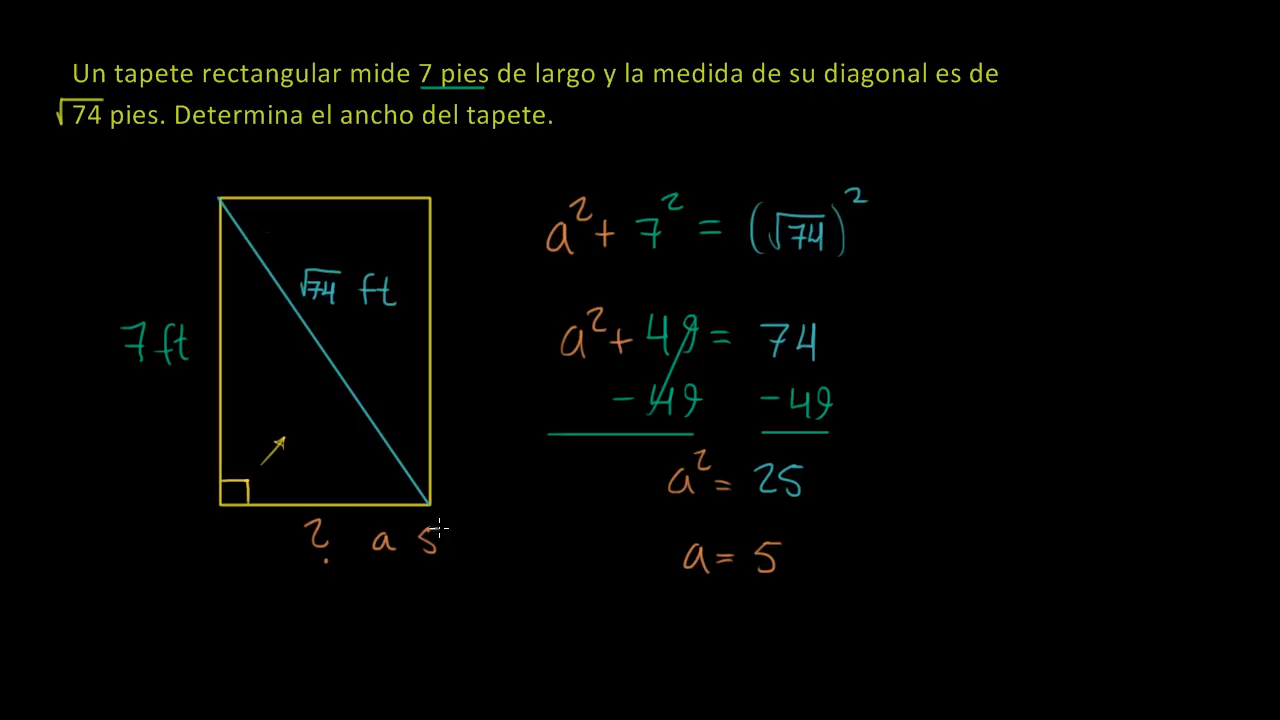 Un tapete rectangular mide 7 pies de largo y la medida de su diagonal es de
√74 pies. Determina el ancho del tapete.
a² + 7² = (√74)²
√74 ft
7 ft
a² + 49 = 74
- 49 - 49
a² = 25
? a 5
a = 5